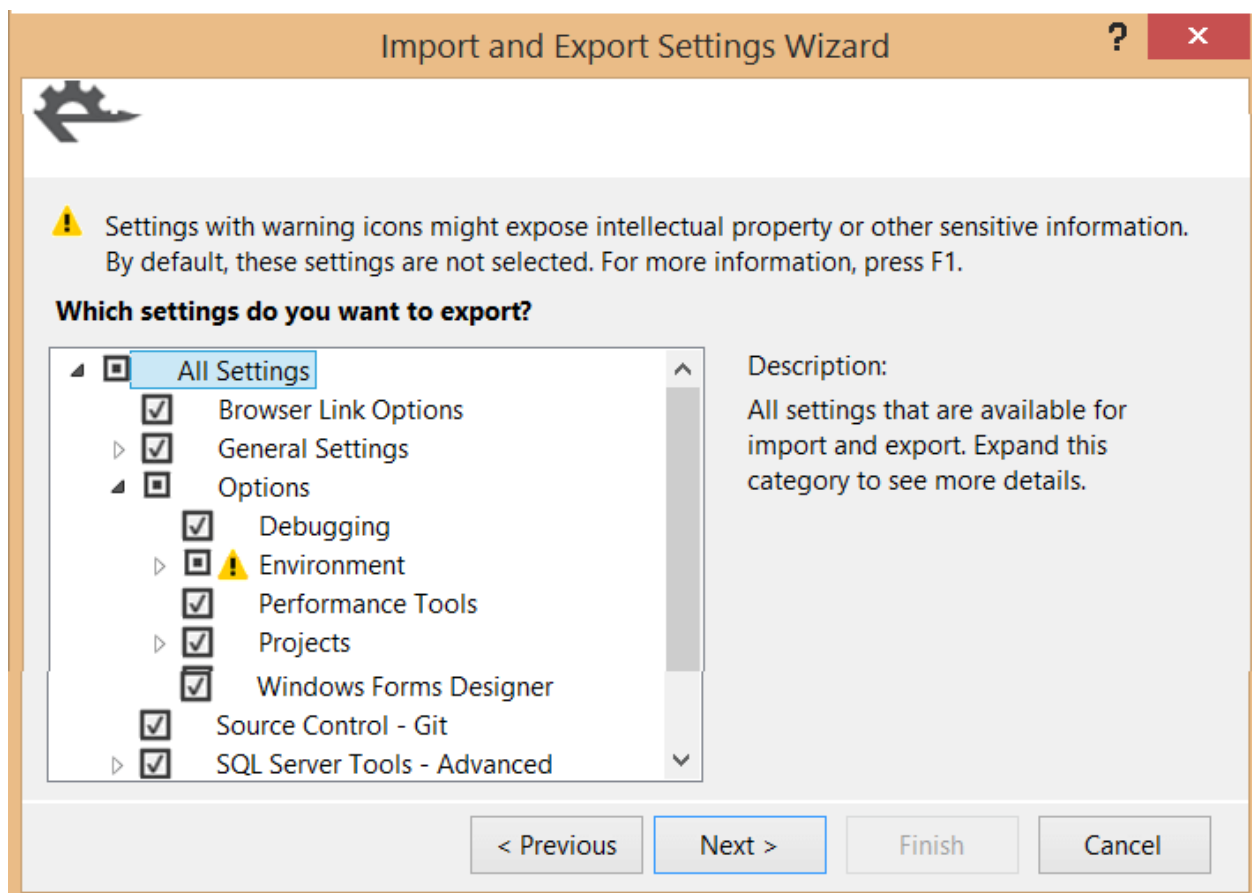 Import and Export Settings Wizard
?
Settings with warning icons might expose intellectual property or other sensitive information.
By default, these settings are not selected. For more information, press F1.
Which settings do you want to export?
All Settings
Browser Link Options
General Settings
Options
Debugging
Environment
Performance Tools
Projects
Windows Forms Designer
Source Control - Git
SQL Server Tools - Advanced
Description:
All settings that are available for
import and export. Expand this
category to see more details.
< Previous
Next >
Finish
Cancel